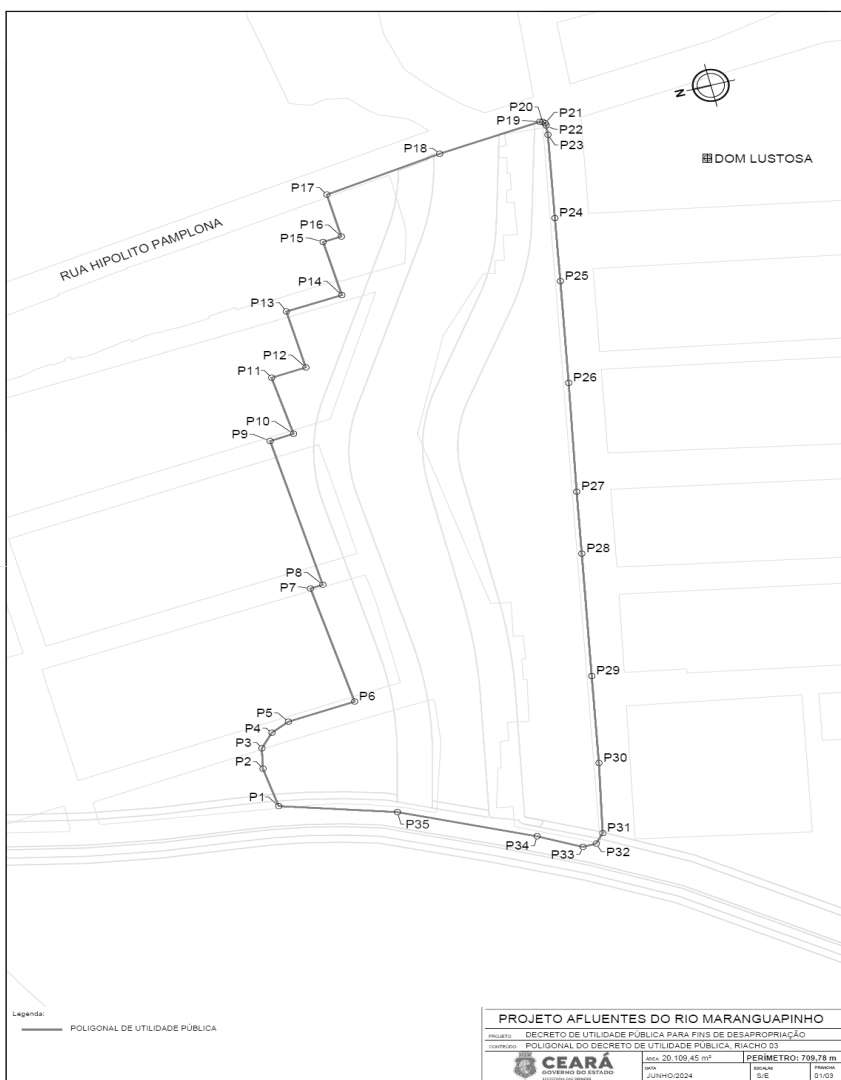 P20
P21
P19
P22
P23
P18
DOM LUSTOSA
N
P17
RUA HIPOLITO PAMPLONA
P16
P24
P15
P14
P25
P13
P12
P11
P26
P10
P9
P27
P28
P8
P7
P29
P6
P5
P4
P3
P30
P2
P1
P35
P31
P34
P33
P32
Legenda:
POLIGONAL DE UTILIDADE PÚBLICA
PROJETO AFLUENTES DO RIO MARANGUAPINHO
PROJETO: DECRETO DE UTILIDADE PÚBLICA PARA FINS DE DESAPROPRIAÇÃO
CONTEÚDO: POLIGONAL DO DECRETO DE UTILIDADE PÚBLICA, RIACHO 03
CEARÁ
GOVERNO DO ESTADO
SECRETARIA DAS CIDADES
ÁREA: 20.109,45 m²
PERÍMETRO: 709,78 m
DATA
JUNHO/2024
ESCALAS
S/E
PRANCHA
01/03